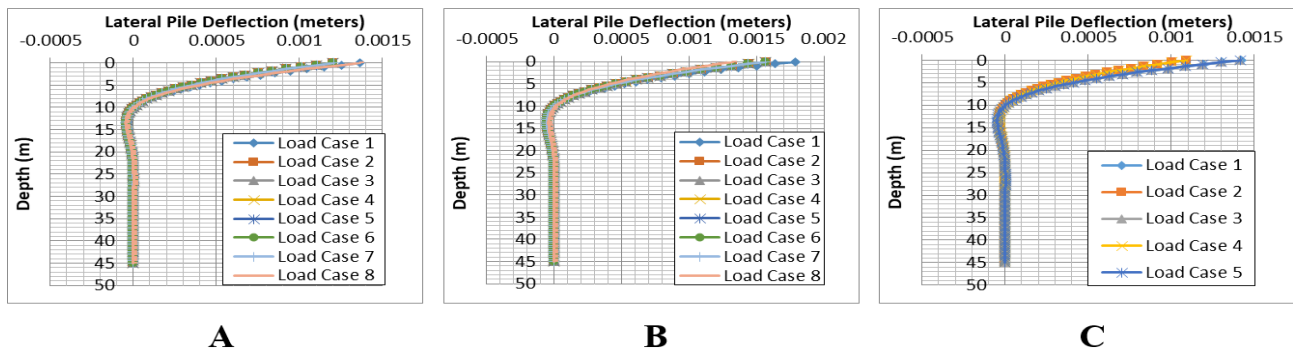 Lateral Pile Deflection (meters)
-0.0005 0 0.0005 0.001 0.0015
0
5
10
15
20
25
30
35
40
45
50
Depth (m)
Load Case 1
Load Case 2
Load Case 3
Load Case 4
Load Case 5
Load Case 6
Load Case 7
Load Case 8
A
Lateral Pile Deflection (meters)
-0.0005 0 0.0005 0.001 0.0015 0.002
0
5
10
15
20
25
30
35
40
45
50
Depth (m)
Load Case 1
Load Case 2
Load Case 3
Load Case 4
Load Case 5
Load Case 6
Load Case 7
Load Case 8
B
Lateral Pile Deflection (meters)
-0.0005 0 0.0005 0.001 0.0015
0
5
10
15
20
25
30
35
40
45
50
Depth (m)
Load Case 1
Load Case 2
Load Case 3
Load Case 4
Load Case 5
C